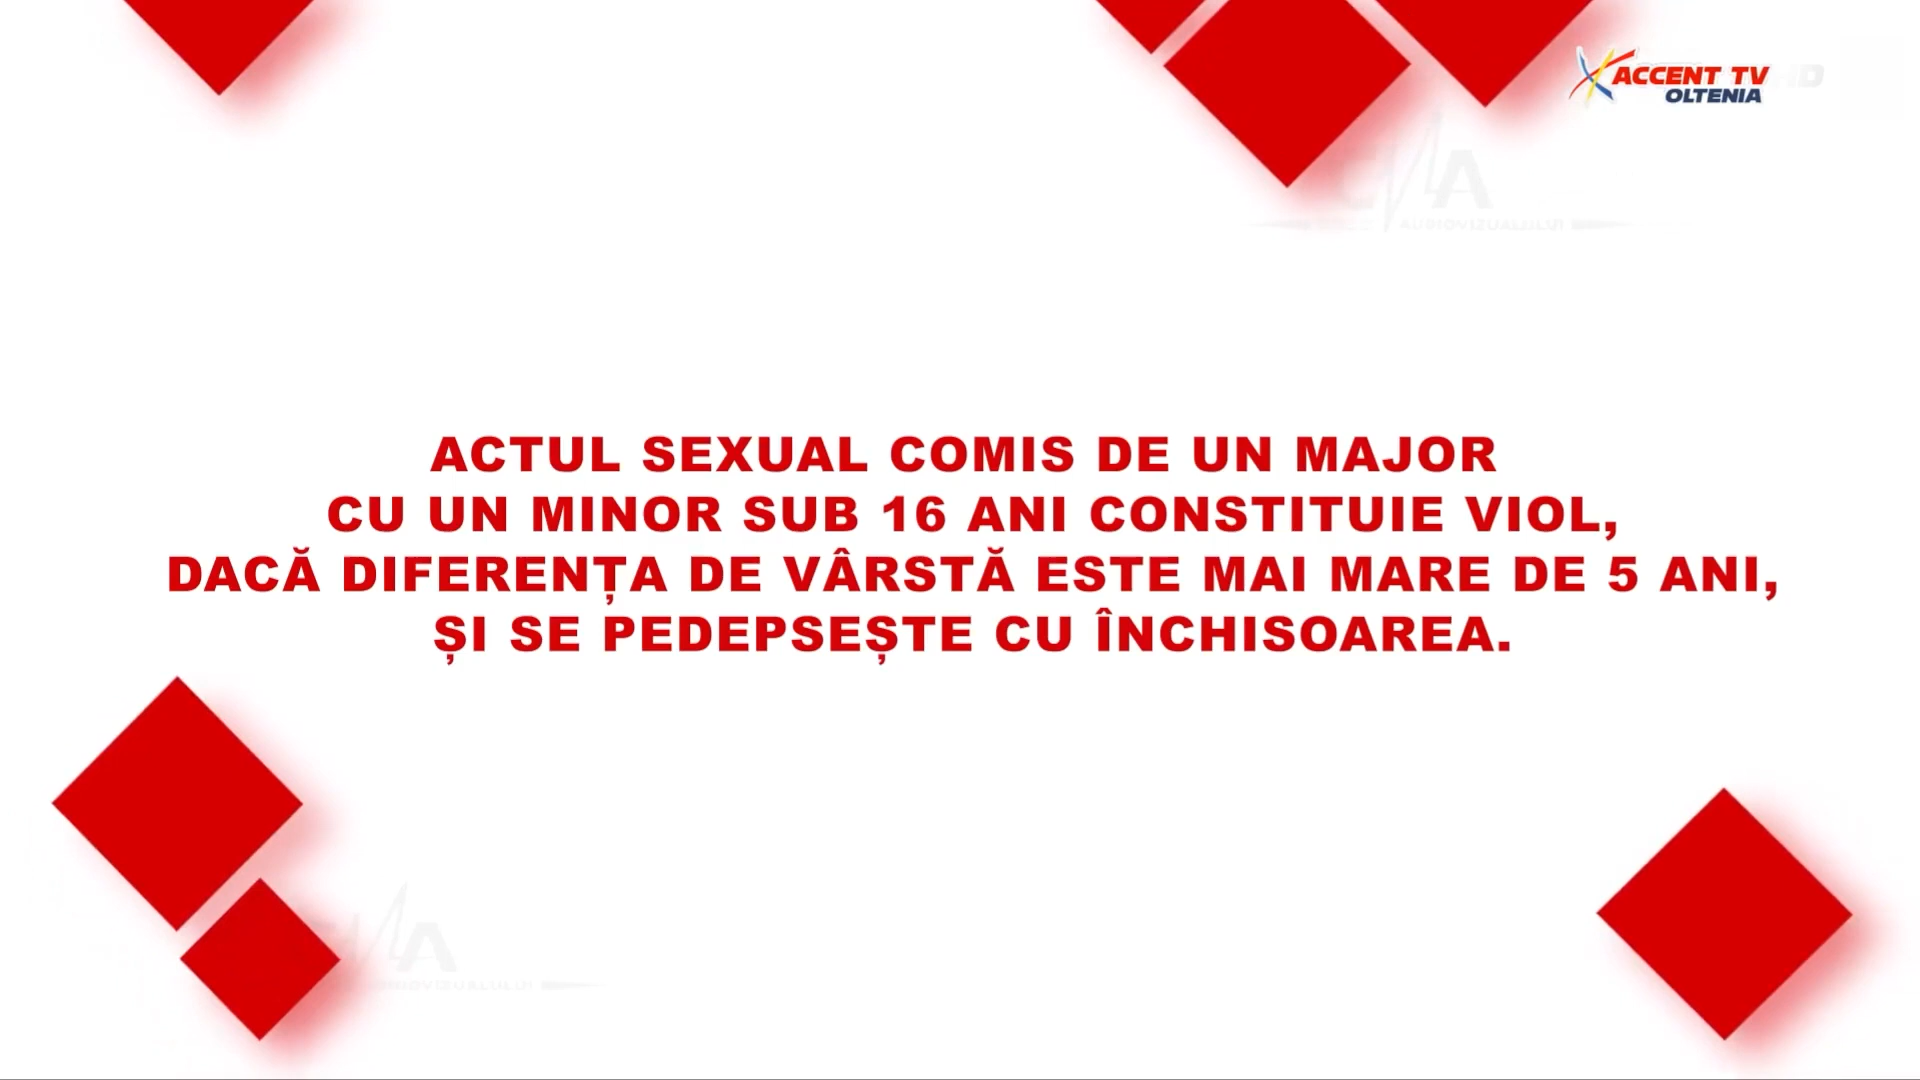 ACCENT TV
OLTENIA
AUDIOVIZUALULUI
ACTUL SEXUAL COMIS DE UN MAJOR
CU UN MINOR SUB 16 ANI CONSTITUIE VIOL,
DACĂ DIFERENȚA DE VÂRSTĂ ESTE MAI MARE DE 5 ANI,
ȘI SE PEDEPSEȘTE CU ÎNCHISOAREA.